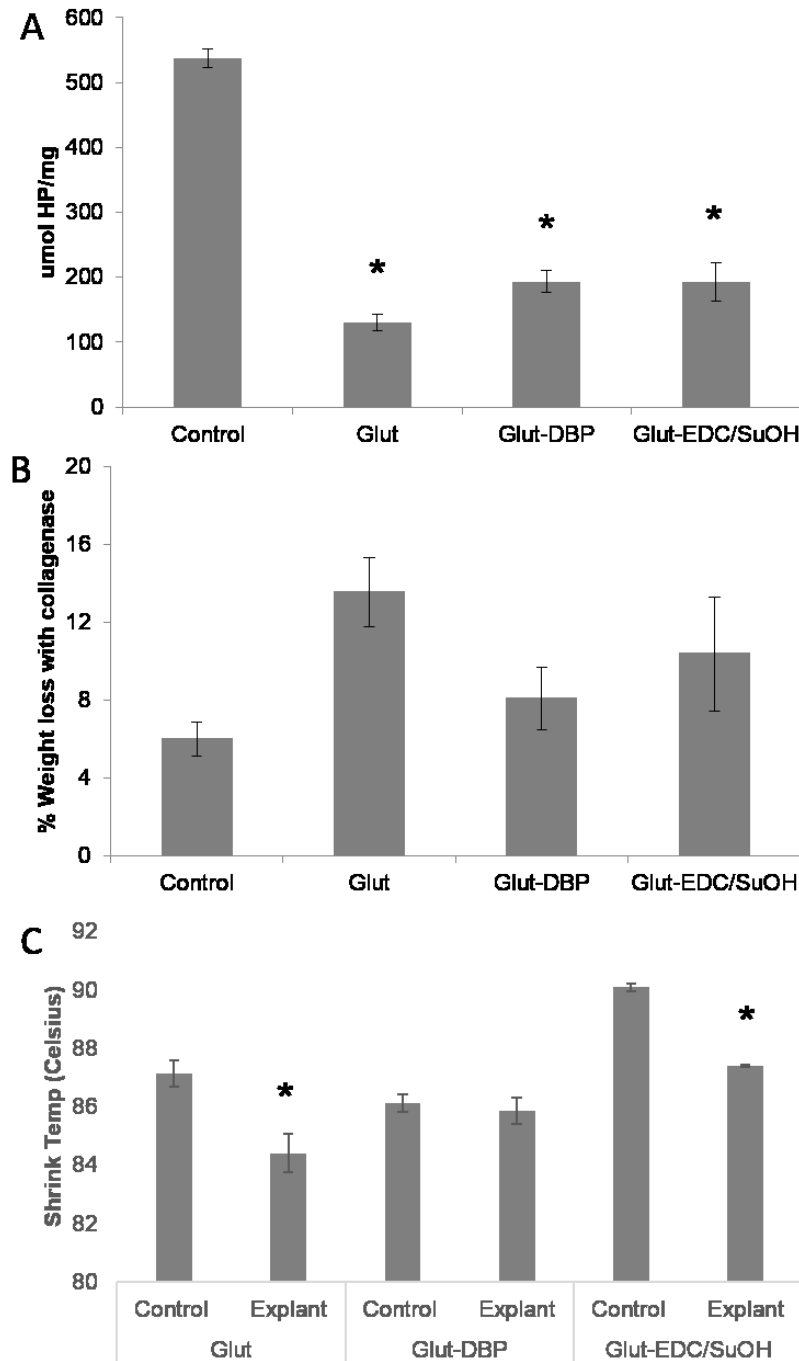 A
600
500
400
300
200
100
0
umol HP/mg
*
*
*
Control Glut Glut-DBP Glut-EDC/SuOH
B
20
16
12
8
4
0
% Weight loss with collagenase
Control Glut Glut-DBP Glut-EDC/SuOH
C
92
90
88
86
84
82
80
Shrink Temp (Celsius)
*
*
Control Explant Control Explant Control Explant
Glut Glut-DBP Glut-EDC/SuOH